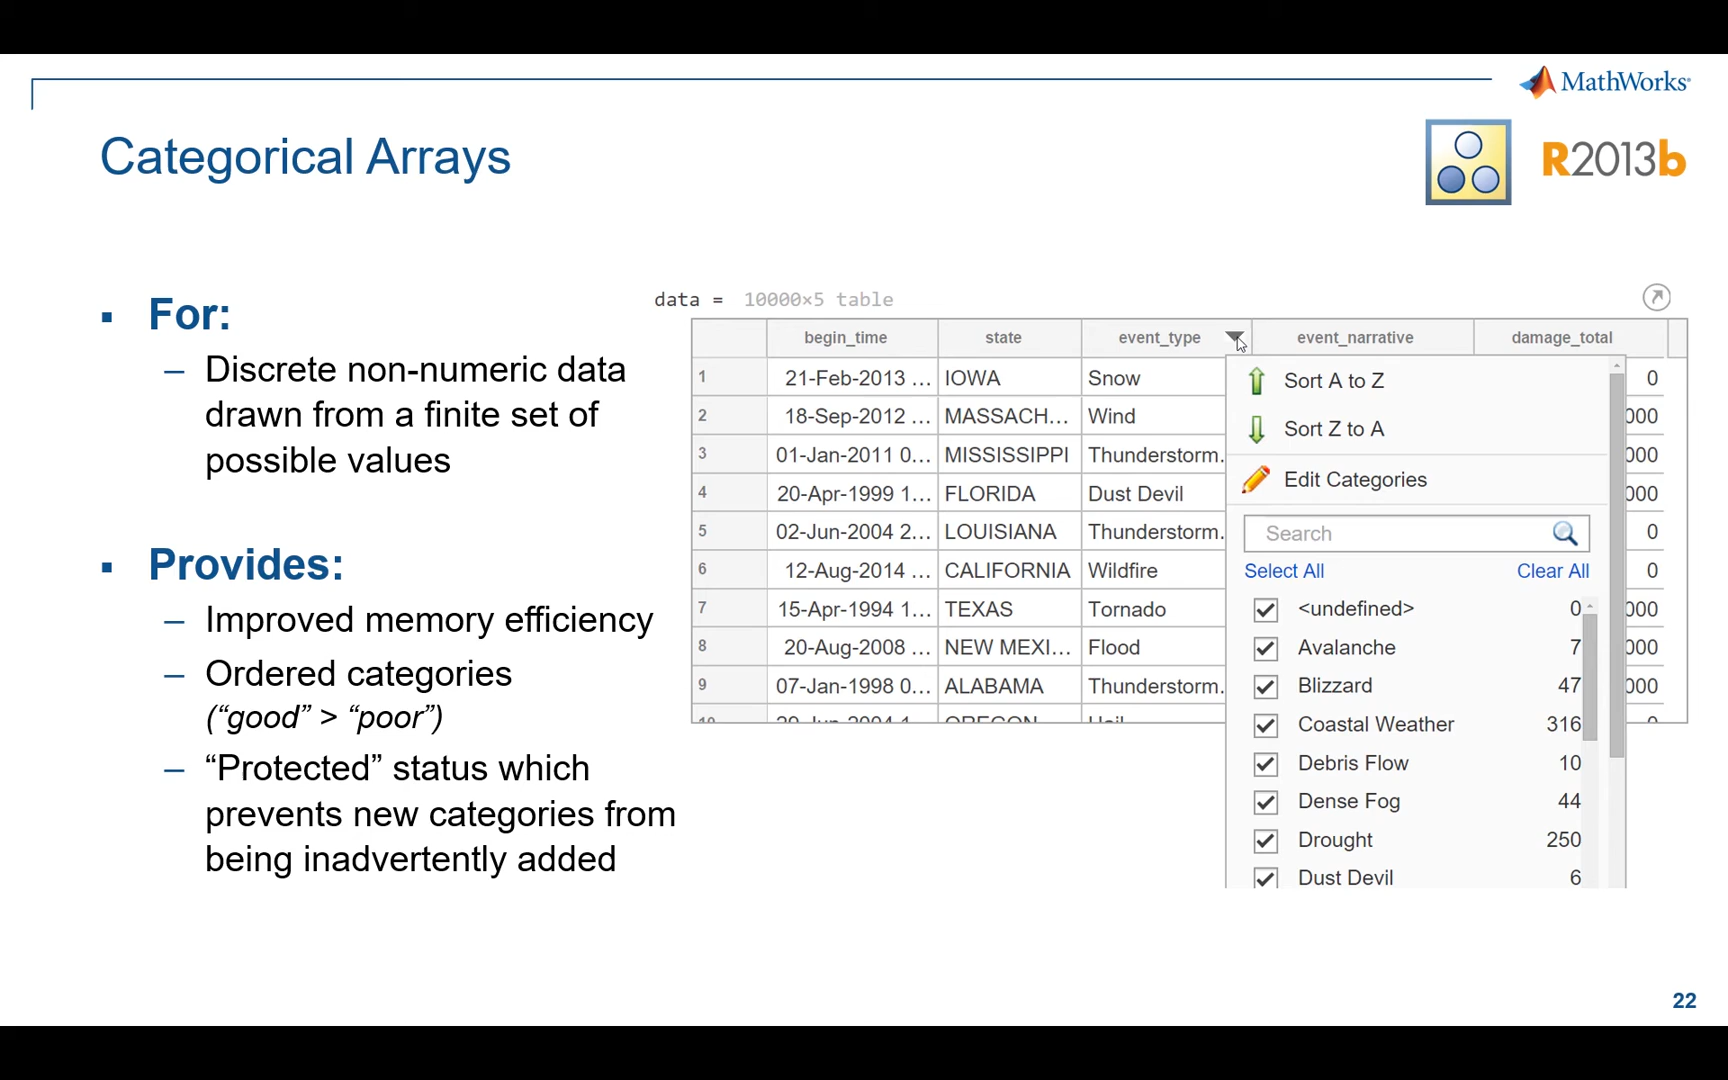 MathWorks®
Categorical Arrays
R2013b
▪ For:
– Discrete non-numeric data
drawn from a finite set of
possible values
▪ Provides:
– Improved memory efficiency
– Ordered categories
(“good” > “poor”)
– “Protected” status which
prevents new categories from
being inadvertently added
data = 10000×5 table
begin_time state event_type event_narrative damage_total
1 21-Feb-2013 ... IOWA Snow 0
2 18-Sep-2012 ... MASSACH... Wind 000
3 01-Jan-2011 0... MISSISSIPPI Thunderstorm. 000
4 20-Apr-1999 1... FLORIDA Dust Devil 000
5 02-Jun-2004 2... LOUISIANA Thunderstorm. 0
6 12-Aug-2014 ... CALIFORNIA Wildfire 0
7 15-Apr-1994 1... TEXAS Tornado 000
8 20-Aug-2008 ... NEW MEXI... Flood 000
9 07-Jan-1998 0... ALABAMA Thunderstorm. 000
Sort A to Z
Sort Z to A
Edit Categories
Search
Select All Clear All
<undefined> 0
Avalanche 7
Blizzard 47
Coastal Weather 316
Debris Flow 10
Dense Fog 44
Drought 250
Dust Devil 6
22